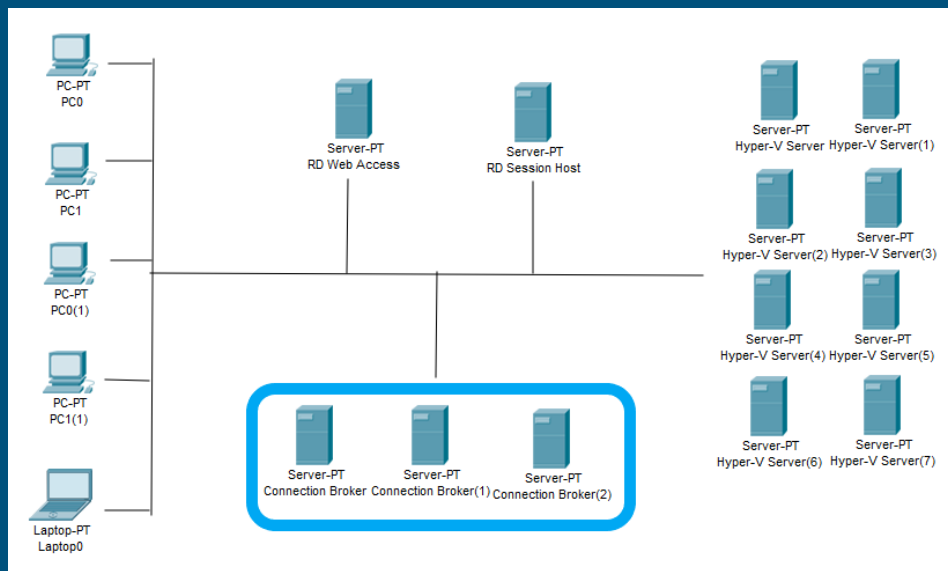 PC-PT
PC0
PC-PT
PC1
PC-PT
PC0(1)
PC-PT
PC1(1)
Laptop-PT
Laptop0
Server-PT
RD Web Access
Server-PT
RD Session Host
Server-PT
Connection Broker
Server-PT
Connection Broker(1)
Server-PT
Connection Broker(2)
Server-PT
Hyper-V Server
Server-PT
Hyper-V Server(1)
Server-PT
Hyper-V Server(2)
Server-PT
Hyper-V Server(3)
Server-PT
Hyper-V Server(4)
Server-PT
Hyper-V Server(5)
Server-PT
Hyper-V Server(6)
Server-PT
Hyper-V Server(7)